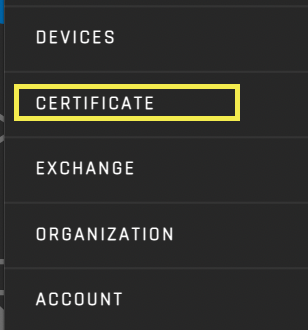 DEVICES
CERTIFICATE
EXCHANGE
ORGANIZATION
ACCOUNT